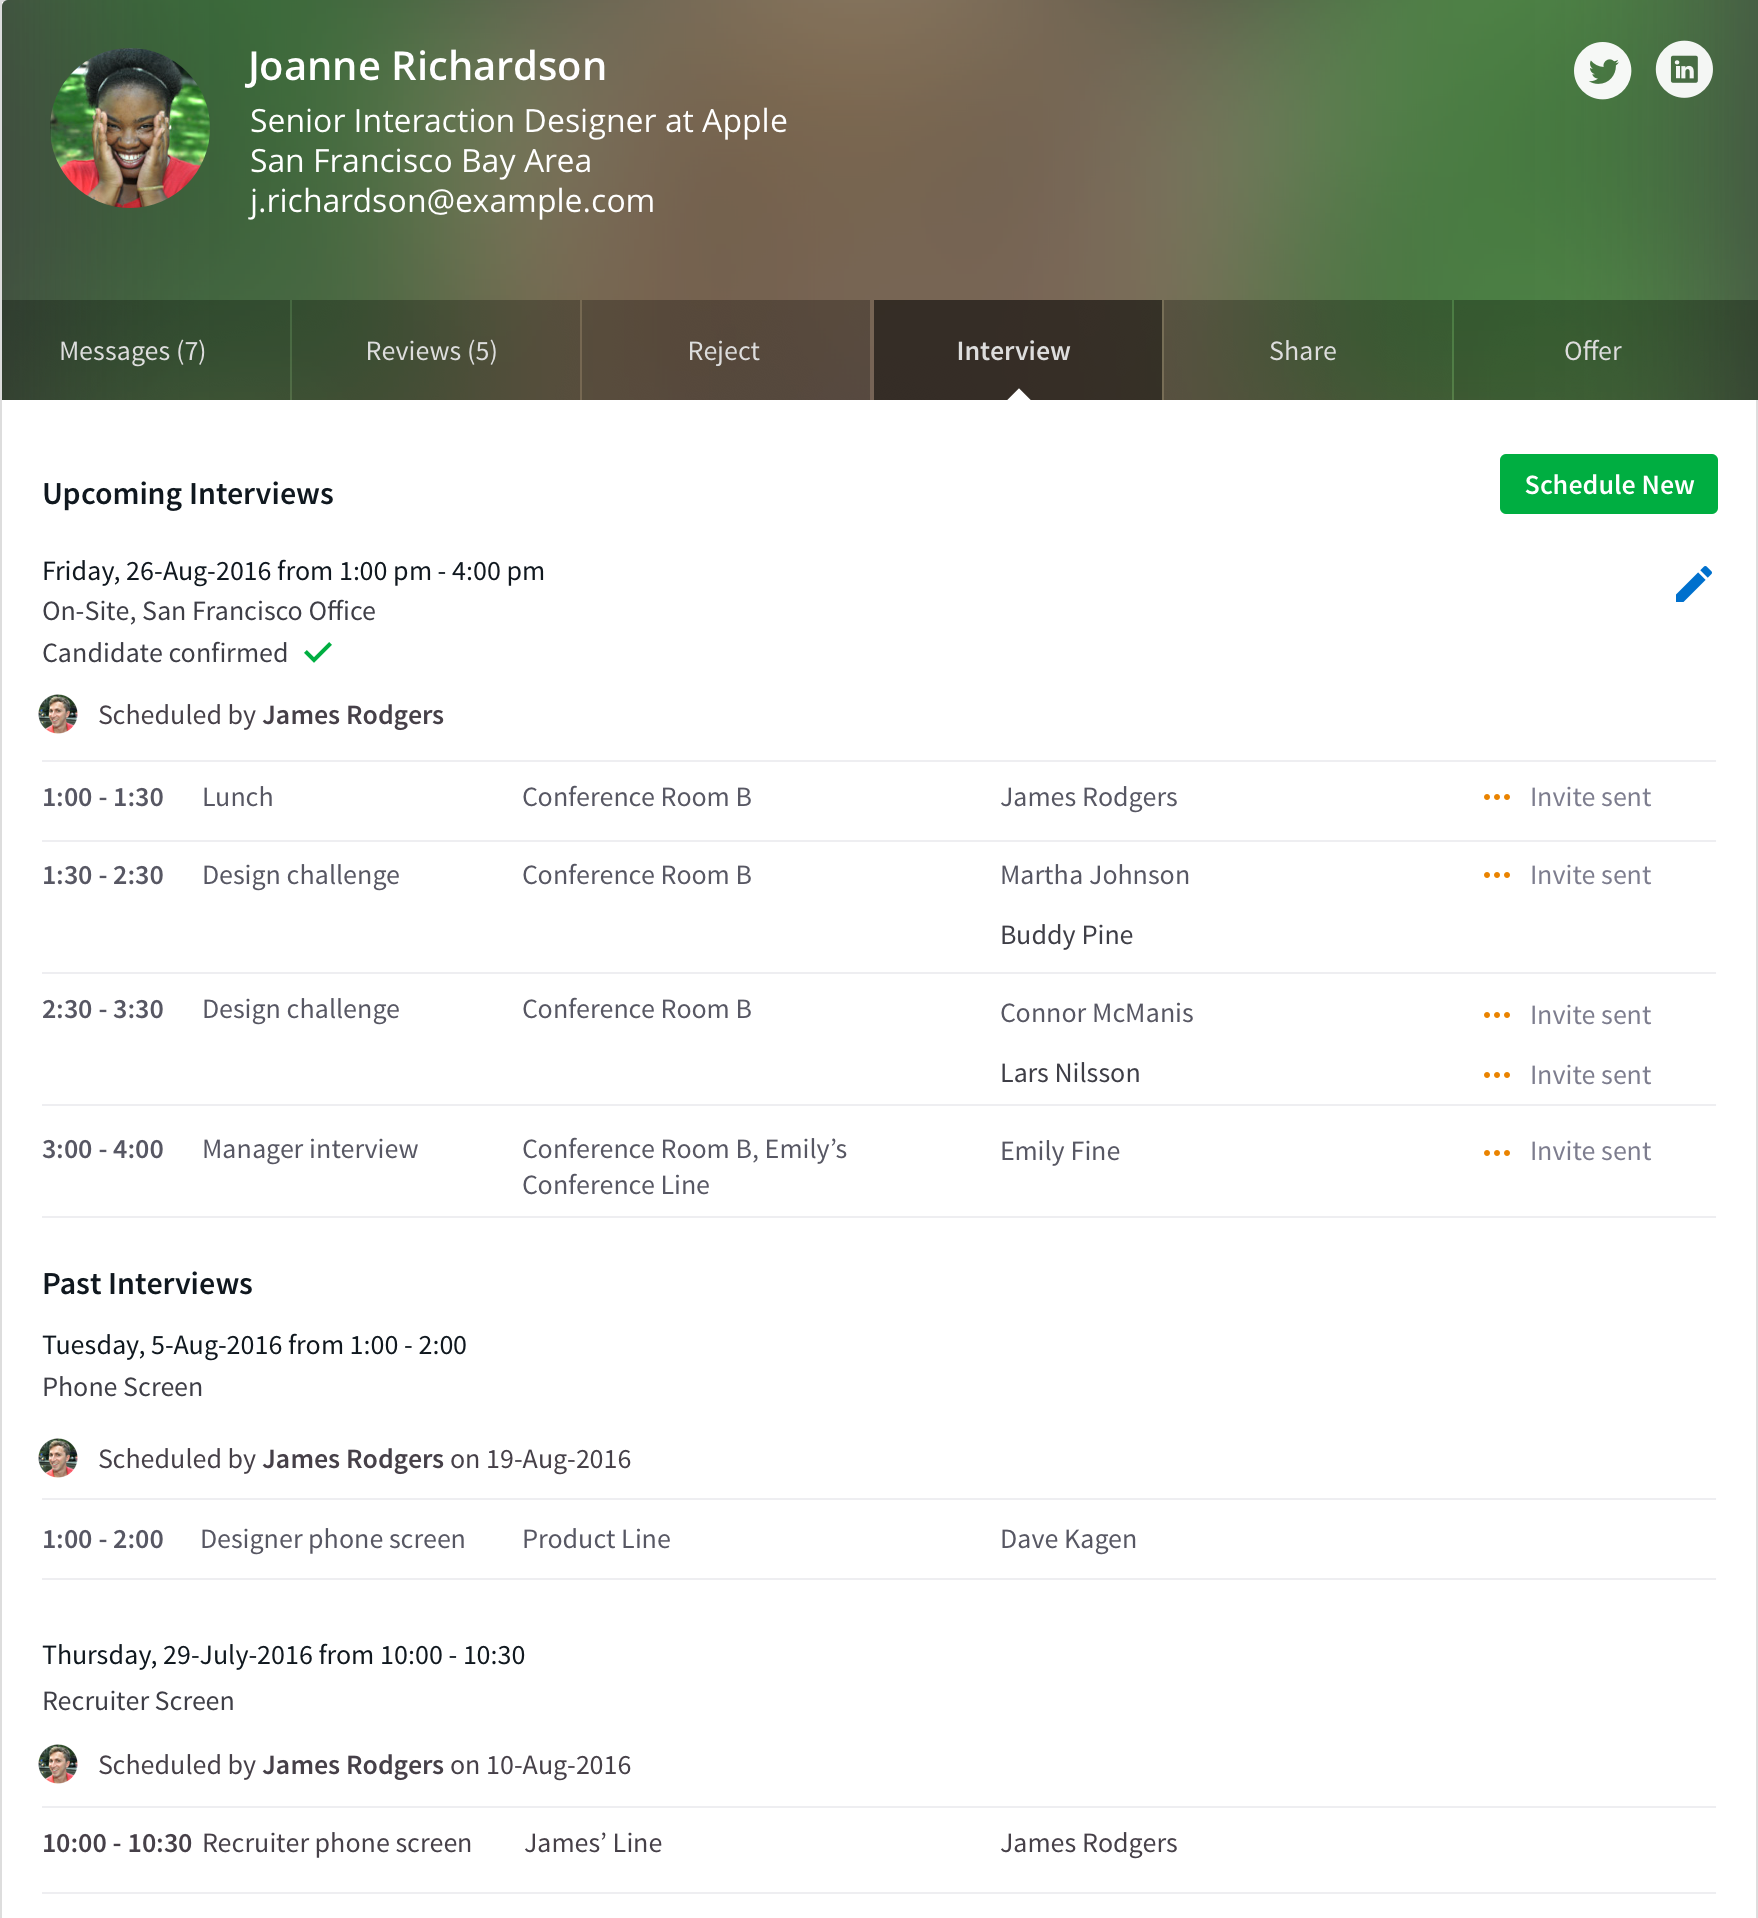 Joanne Richardson
Senior Interaction Designer at Apple
San Francisco Bay Area
j.richardson@example.com
in
Messages (7) Reviews (5) Reject Interview Share Offer
Upcoming Interviews
Schedule New
Friday, 26-Aug-2016 from 1:00 pm - 4:00 pm
On-Site, San Francisco Office
Candidate confirmed
Scheduled by James Rodgers
1:00 - 1:30 Lunch Conference Room B James Rodgers Invite sent
1:30 - 2:30 Design challenge Conference Room B Martha Johnson Invite sent
Buddy Pine
2:30 - 3:30 Design challenge Conference Room B Connor McManis Invite sent
Lars Nilsson Invite sent
3:00 - 4:00 Manager interview Conference Room B, Emily’s Emily Fine Invite sent
Conference Line
Past Interviews
Tuesday, 5-Aug-2016 from 1:00 - 2:00
Phone Screen
Scheduled by James Rodgers on 19-Aug-2016
1:00 - 2:00 Designer phone screen Product Line Dave Kagen
Thursday, 29-July-2016 from 10:00 - 10:30
Recruiter Screen
Scheduled by James Rodgers on 10-Aug-2016
10:00 - 10:30 Recruiter phone screen James’ Line James Rodgers